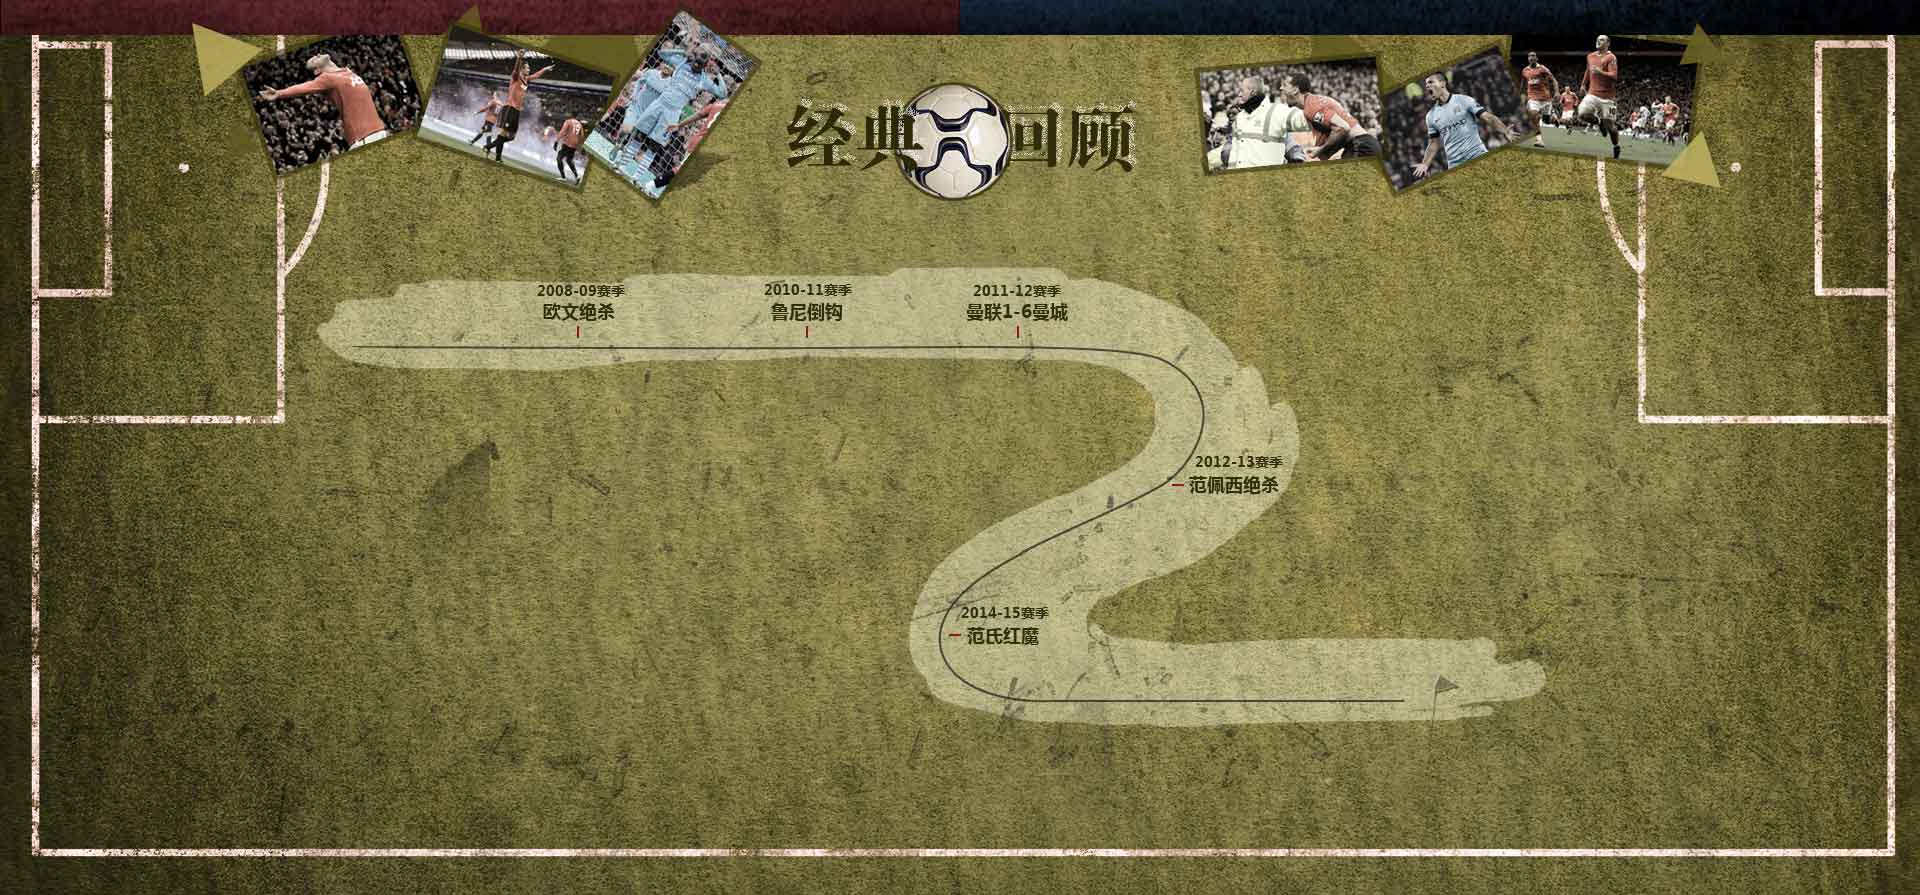 经典回顾
2008-09赛季
欧文绝杀
2010-11赛季
鲁尼倒钩
2011-12赛季
曼联1-6曼城
2012-13赛季
范佩西绝杀
2014-15赛季
范氏红魔